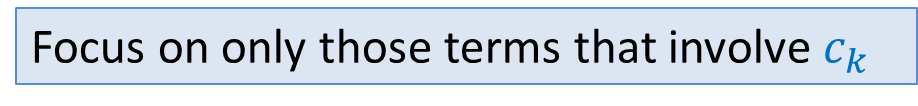 Focus on only those terms that involve $c_k$